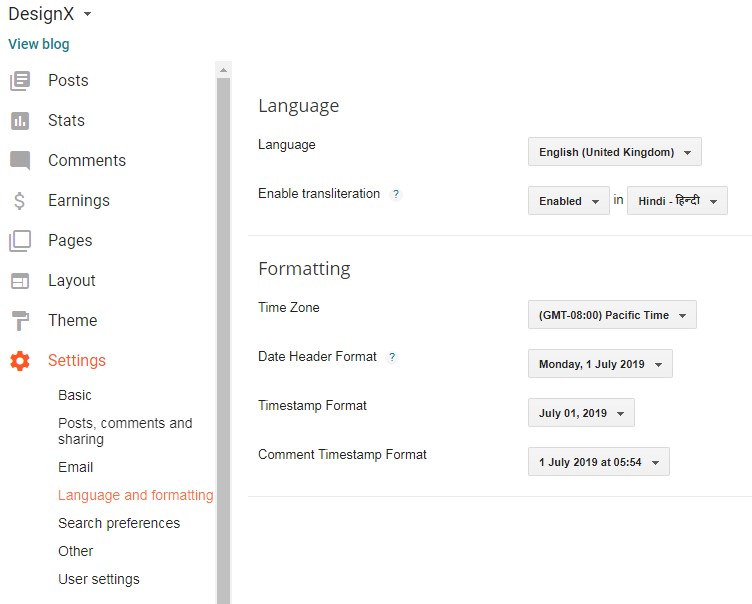 DesignX
View blog
Posts
Stats
Comments
Earnings
Pages
Layout
Theme
Settings
Basic
Posts, comments and
sharing
Email
Language and formatting
Search preferences
Other
User settings
Language
Language English (United Kingdom)
Enable transliteration ? Enabled in Hindi - हिन्दी
Formatting
Time Zone (GMT-08:00) Pacific Time
Date Header Format ? Monday, 1 July 2019
Timestamp Format July 01, 2019
Comment Timestamp Format 1 July 2019 at 05:54